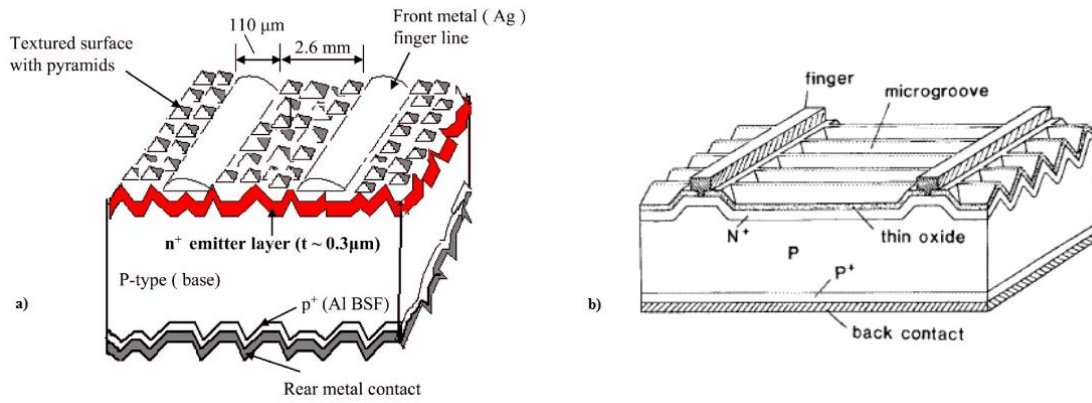 110 μm
Front metal ( Ag )
finger line
Textured surface
with pyramids
2.6 mm
n⁺ emitter layer (t ~ 0.3μm)
P-type ( base)
a)
p⁺ (Al BSF)
Rear metal contact
finger
microgroove
N⁺
thin oxide
P
P⁺
b)
back contact